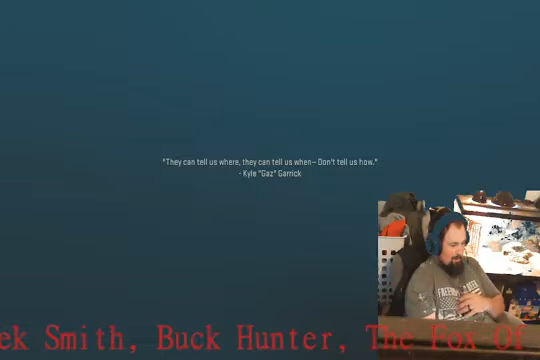 "They can tell us where, they can tell us when— Don't tell us how."
- Kyle "Gaz" Garrick
ek Smith, Buck Hunter, The Fox Of